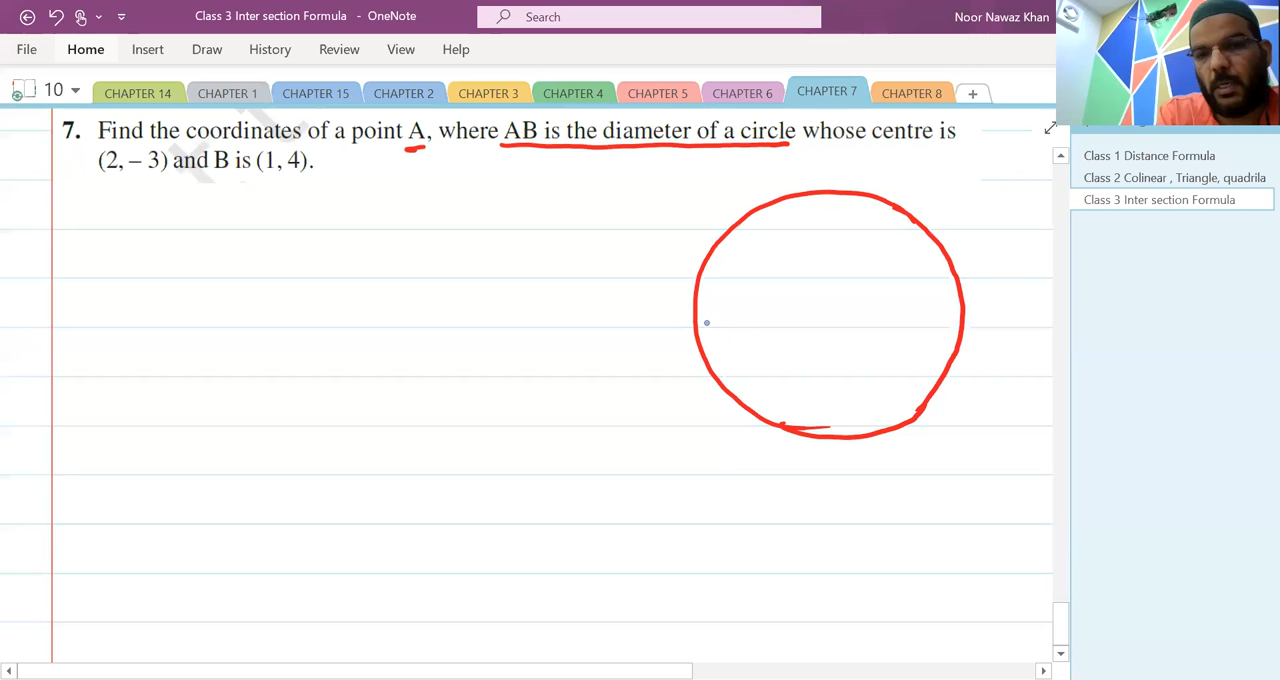 Class 3 Inter section Formula - OneNote
Search
Noor Nawaz Khan
File Home Insert Draw History Review View Help
10 CHAPTER 14 CHAPTER 1 CHAPTER 15 CHAPTER 2 CHAPTER 3 CHAPTER 4 CHAPTER 5 CHAPTER 6 CHAPTER 7 CHAPTER 8 +
7. Find the coordinates of a point A, where AB is the diameter of a circle whose centre is
(2, – 3) and B is (1, 4).
Class 1 Distance Formula
Class 2 Colinear , Triangle, quadrila
Class 3 Inter section Formula